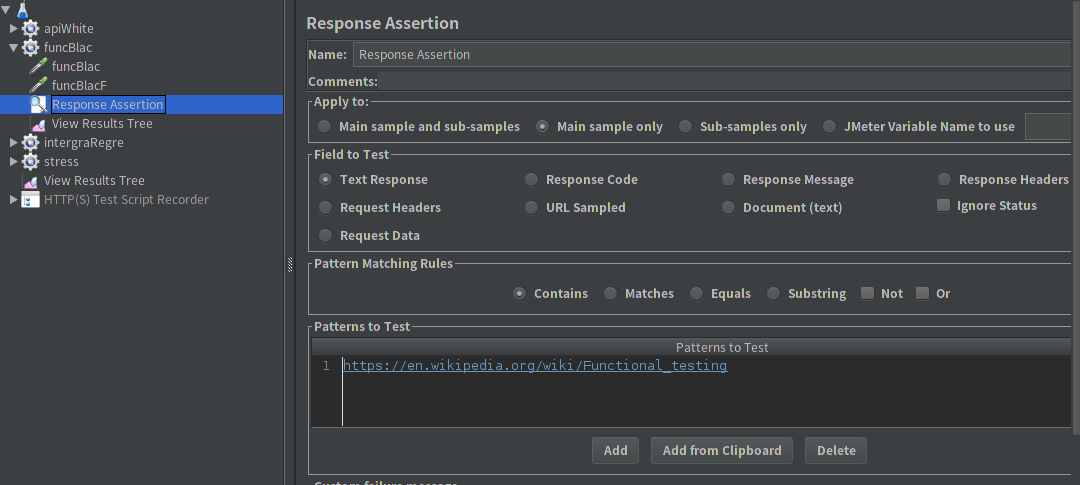 apiWhite
funcBlac
funcBlac
funcBlacF
Response Assertion
View Results Tree
intergraRegre
stress
View Results Tree
HTTP(S) Test Script Recorder
Response Assertion
Name: Response Assertion
Comments:
Apply to:
Main sample and sub-samples Main sample only Sub-samples only JMeter Variable Name to use
Field to Test
Text Response Response Code Response Message Response Headers
Request Headers URL Sampled Document (text) Ignore Status
Request Data
Pattern Matching Rules
Contains Matches Equals Substring Not Or
Patterns to Test
Patterns to Test
1 https://en.wikipedia.org/wiki/Functional_testing
Add Add from Clipboard Delete
Custom failure message